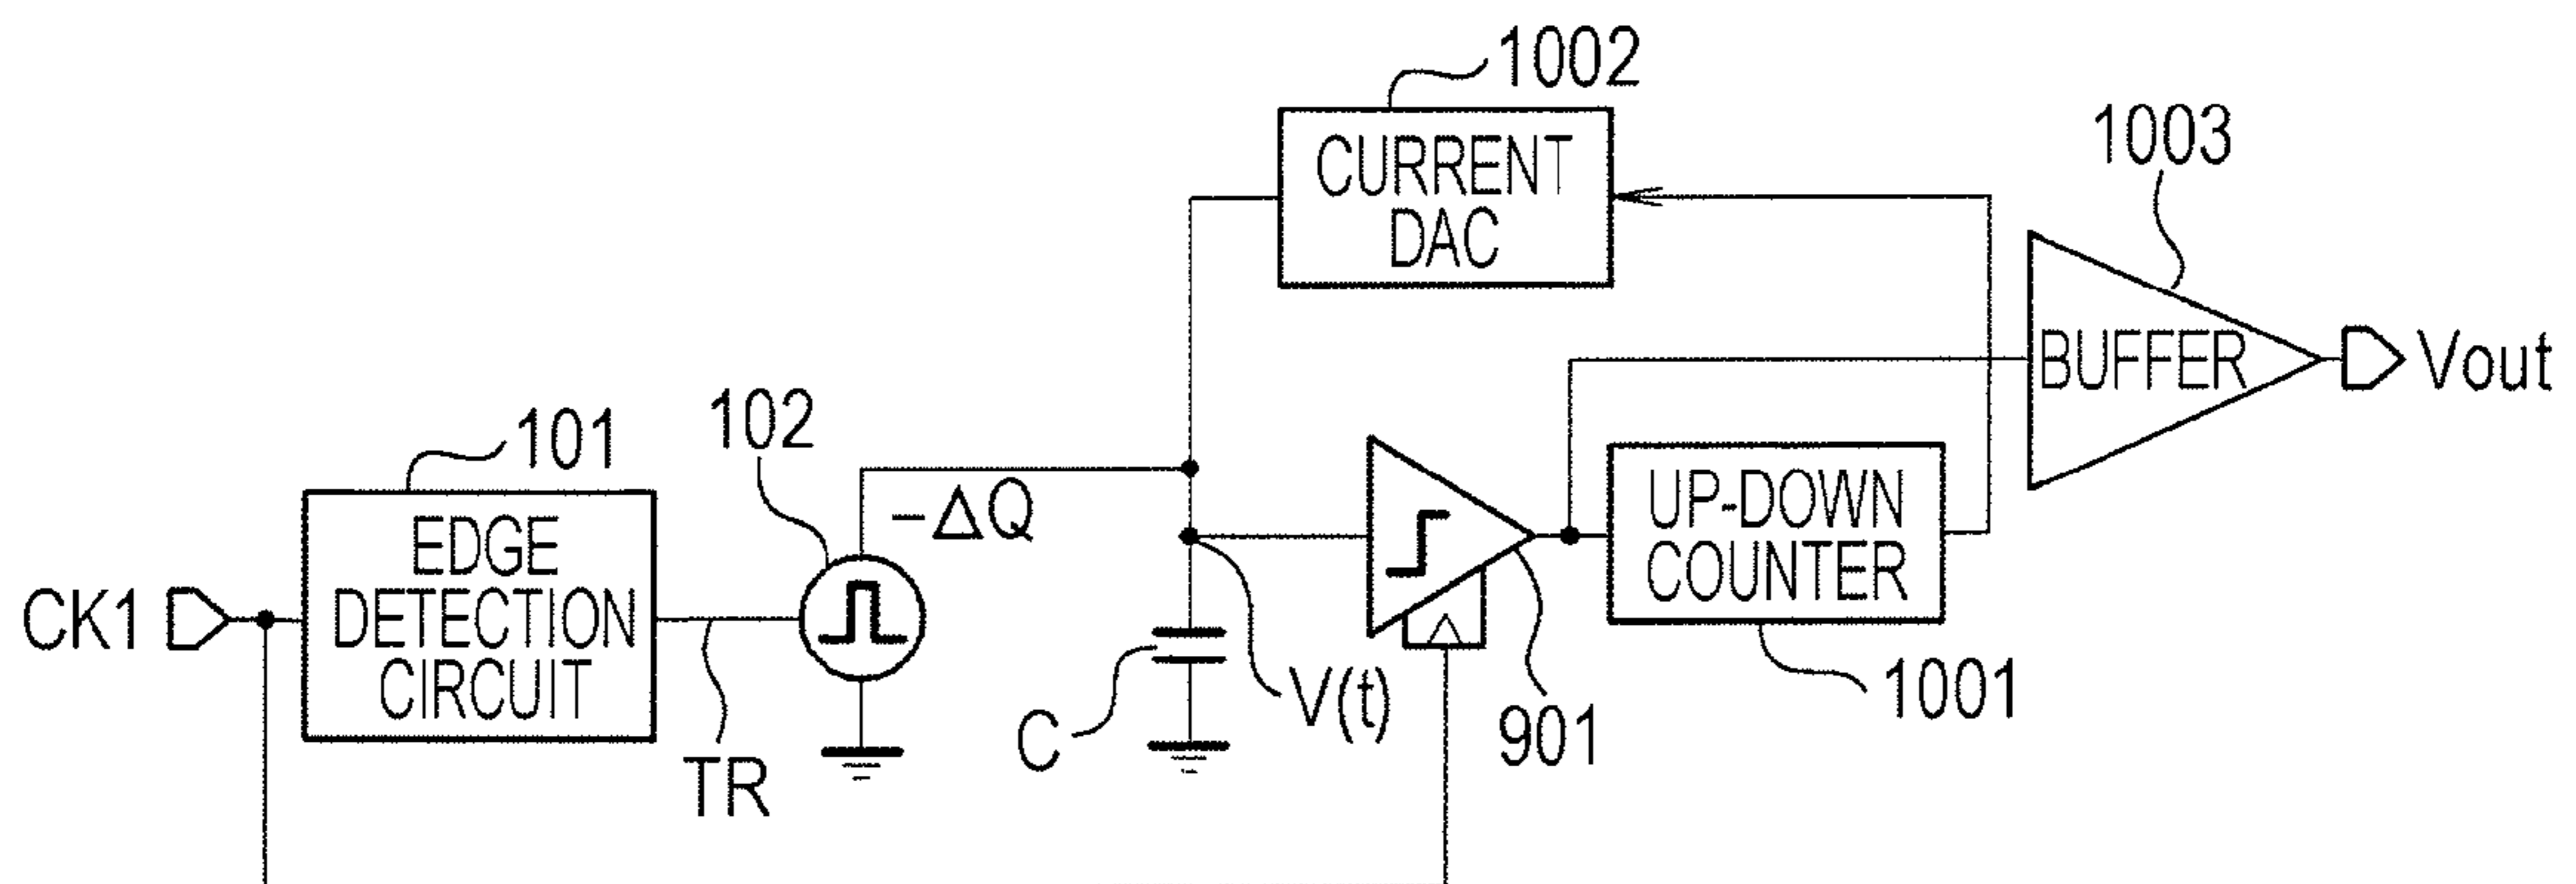 1002
CURRENT
DAC
1003
BUFFER
Vout
101
102
EDGE
DETECTION
CIRCUIT
CK1
TR
−ΔQ
C
V(t)
901
UP-DOWN
COUNTER
1001